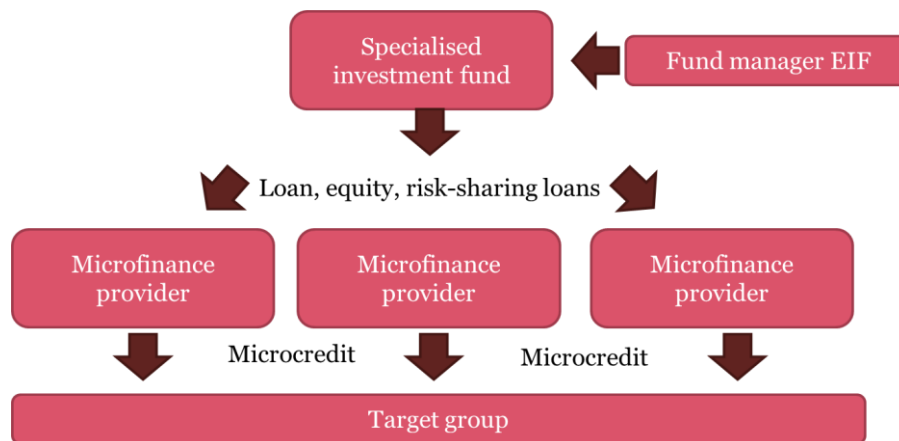 Specialised
investment fund
Fund manager EIF
Loan, equity, risk-sharing loans
Microfinance
provider
Microfinance
provider
Microfinance
provider
Microcredit
Microcredit
Target group